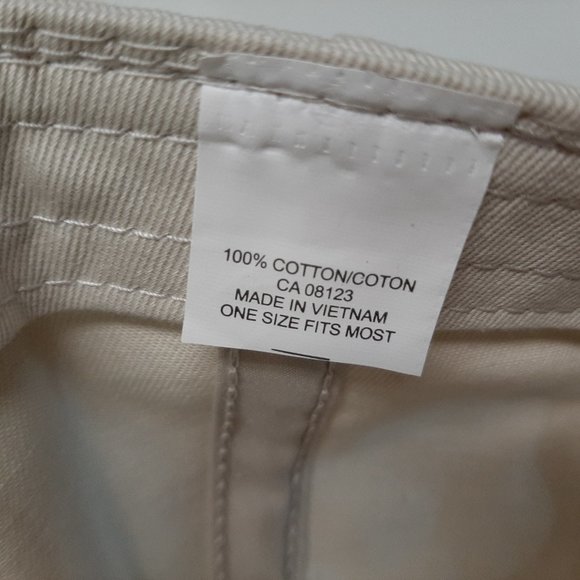 100% COTTON/COTON
CA 08123
MADE IN VIETNAM
ONE SIZE FITS MOST